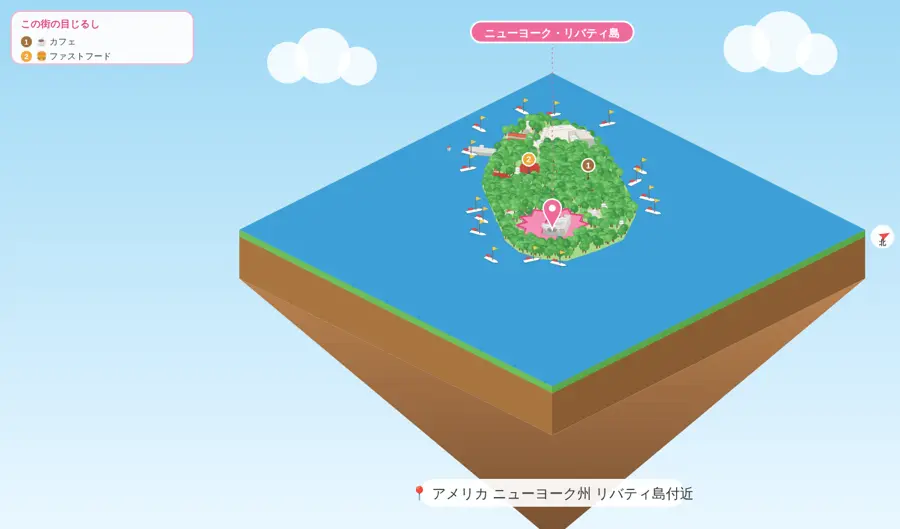 この街の目じるし
1 ☕ カフェ
2 🍔 ファストフード
ニューヨーク・リバティ島
2
1
北
📍 アメリカ ニューヨーク州 リバティ島付近